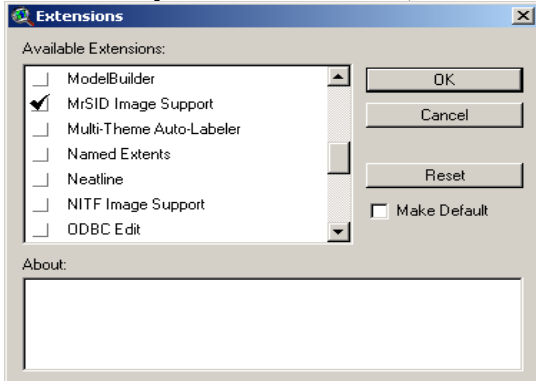 Extensions
Available Extensions:
ModelBuilder
MrSID Image Support
Multi-Theme Auto-Labeler
Named Extents
Neatline
NITF Image Support
ODBC Edit
OK
Cancel
Reset
Make Default
About: